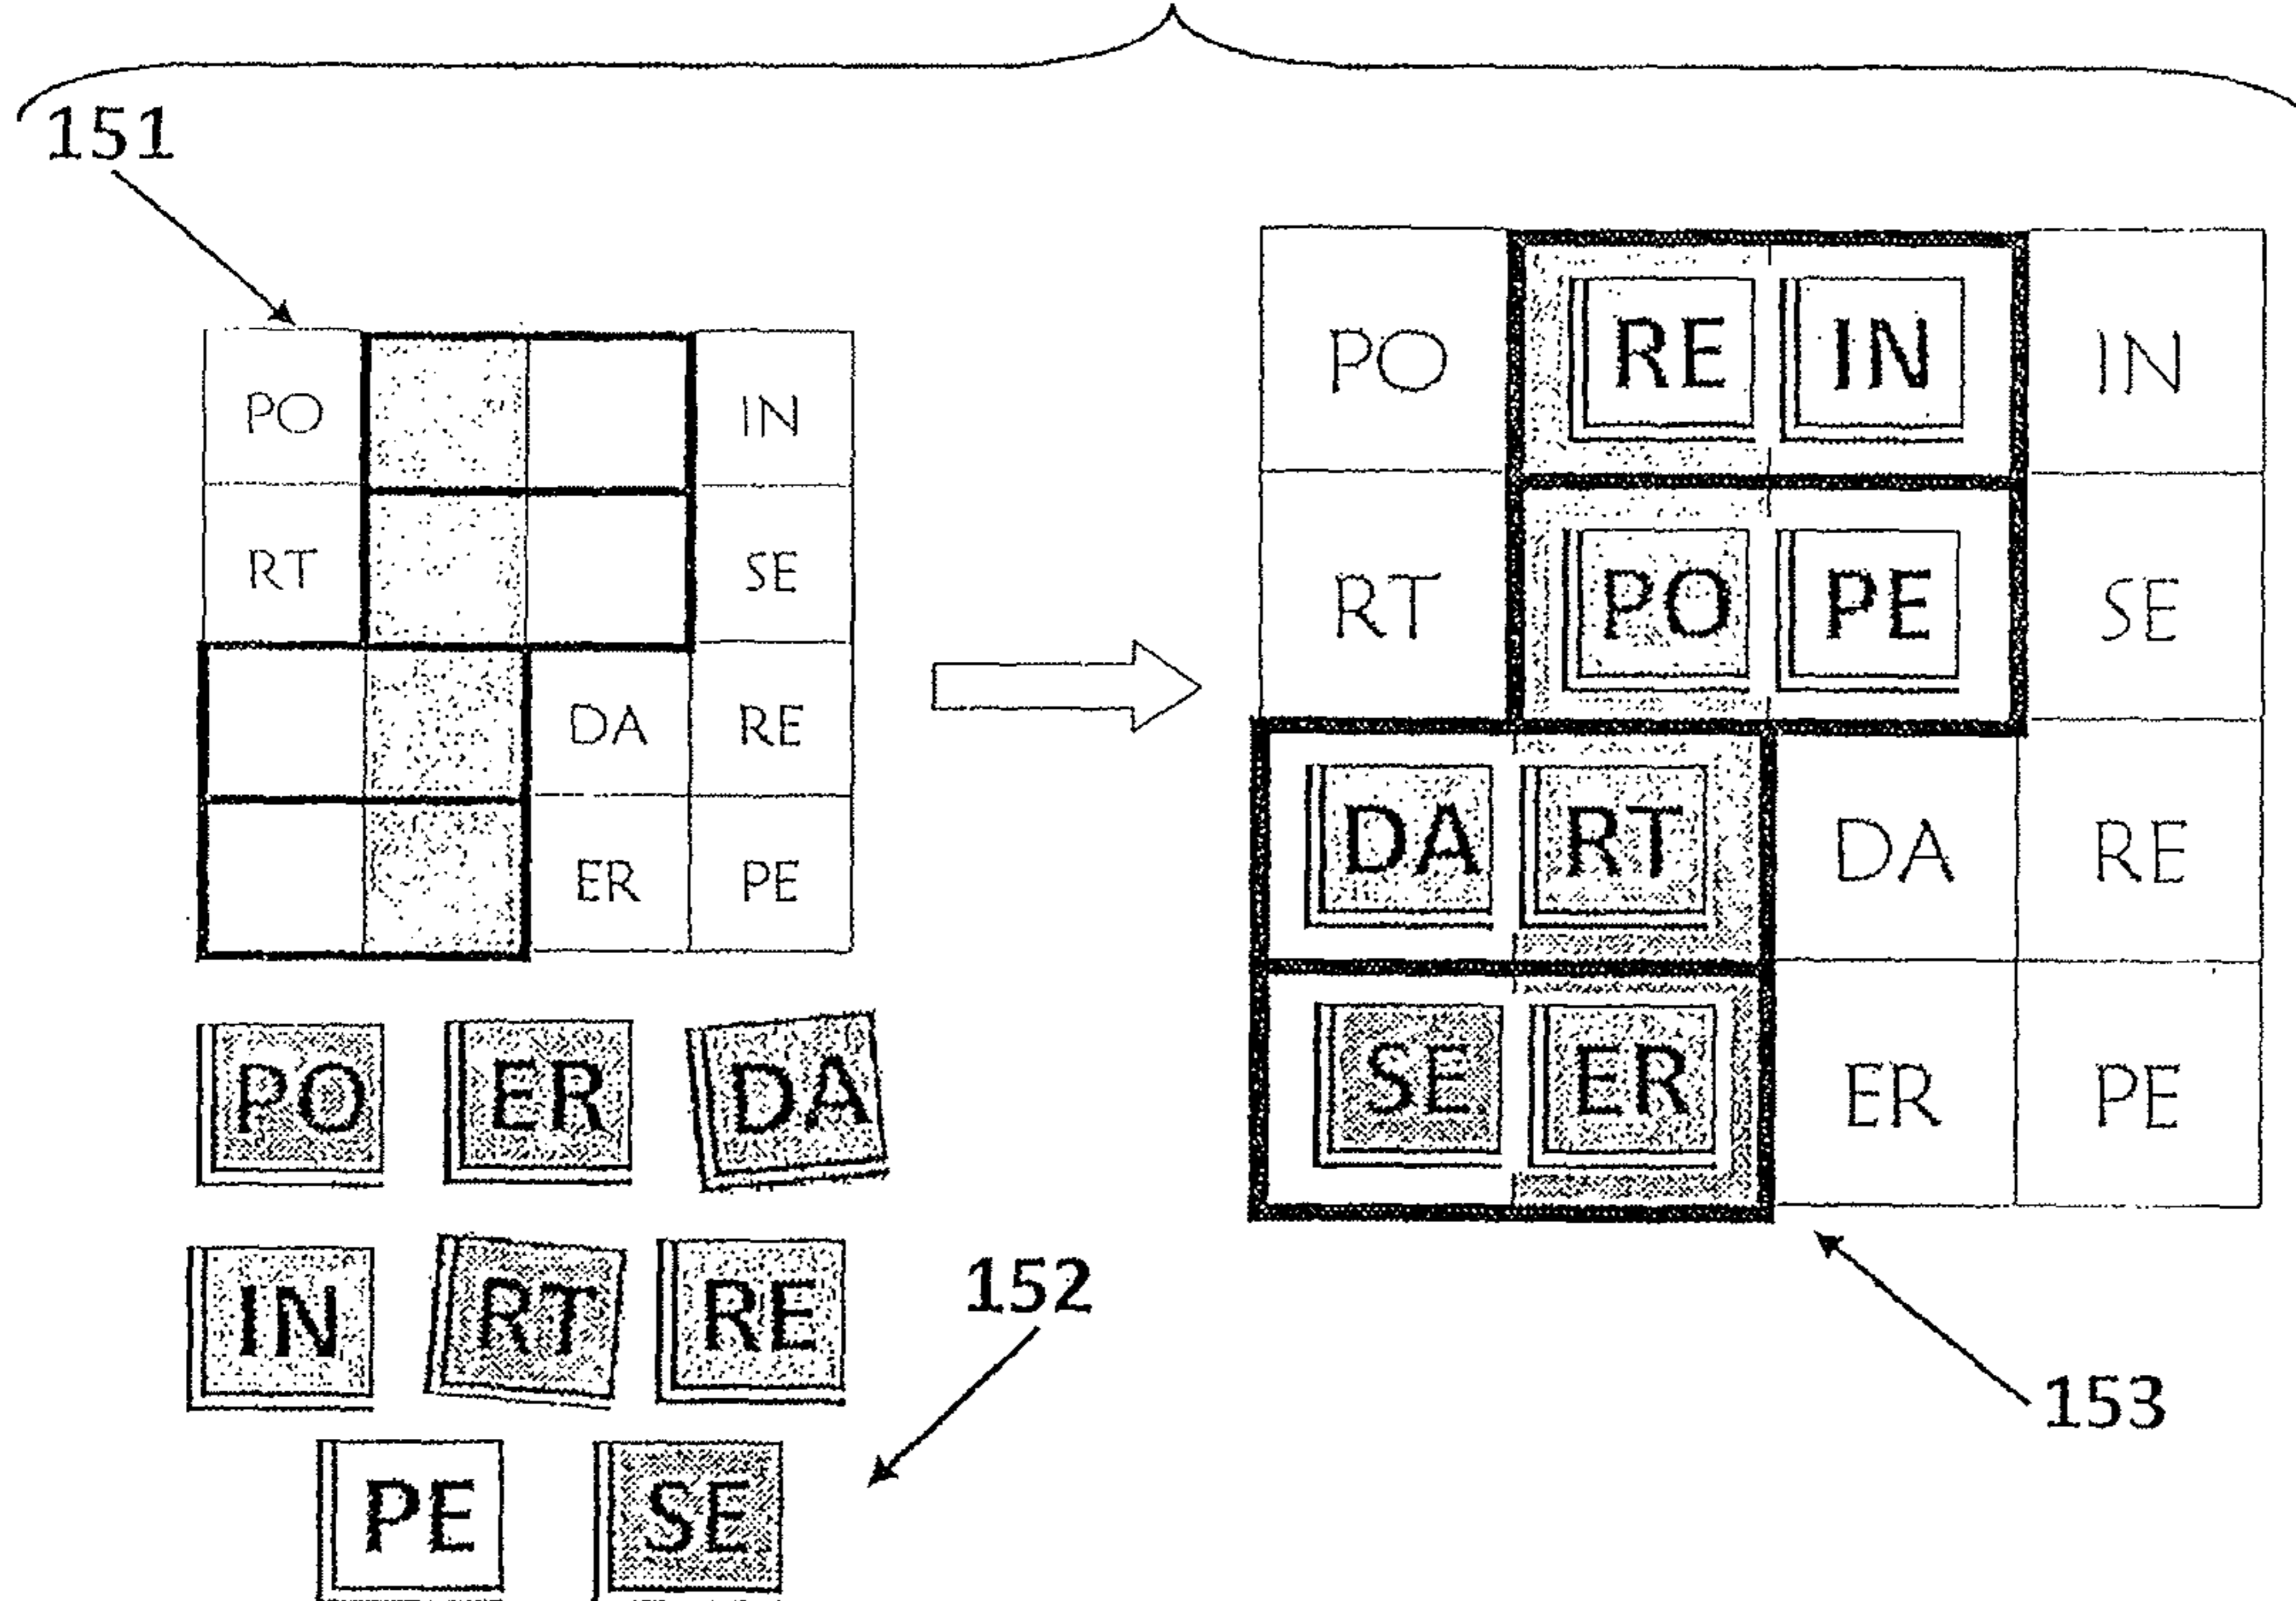 151
PO IN
RT SE
DA RE
ER PE
PO ER DA
IN RT RE
PE SE
152
PO RE IN IN
RT PO PE SE
DA RT DA RE
SE ER ER PE
153